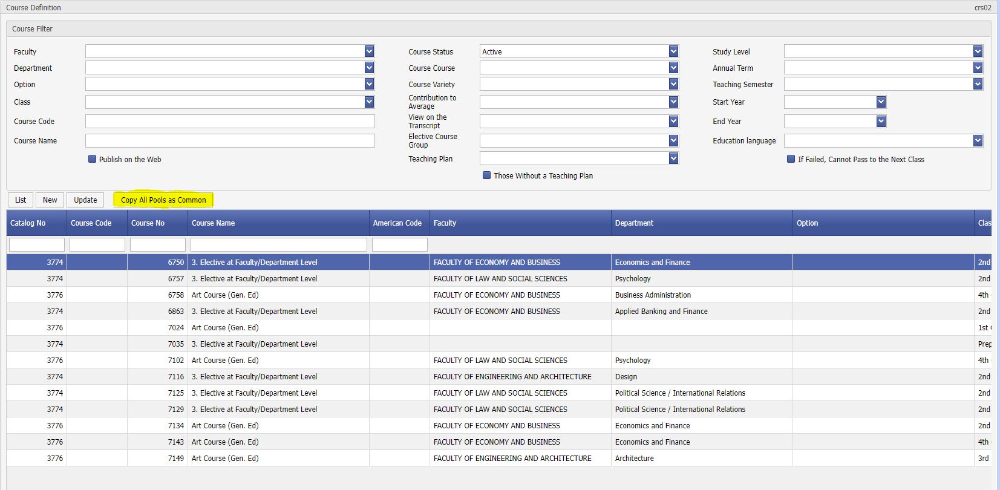 Course Definition crs02
Course Filter
Faculty Course Status Active Study Level
Department Course Course Annual Term
Option Course Variety Teaching Semester
Class Contribution to Average Start Year
Course Code View on the Transcript End Year
Course Name Elective Course Group Education language
Publish on the Web Teaching Plan If Failed, Cannot Pass to the Next Class
Those Without a Teaching Plan
List New Update Copy All Pools as Common
Catalog No Course Code Course No Course Name American Code Faculty Department Option Clas
3774 6750 3. Elective at Faculty/Department Level FACULTY OF ECONOMY AND BUSINESS Economics and Finance 2nd
3774 6757 3. Elective at Faculty/Department Level FACULTY OF LAW AND SOCIAL SCIENCES Psychology 2nd
3776 6758 Art Course (Gen. Ed) FACULTY OF ECONOMY AND BUSINESS Business Administration 4th
3774 6863 3. Elective at Faculty/Department Level FACULTY OF ECONOMY AND BUSINESS Applied Banking and Finance 2nd
3776 7024 Art Course (Gen. Ed) 1st
3774 7035 3. Elective at Faculty/Department Level Prep
3776 7102 Art Course (Gen. Ed) FACULTY OF LAW AND SOCIAL SCIENCES Psychology 4th
3774 7116 3. Elective at Faculty/Department Level FACULTY OF ENGINEERING AND ARCHITECTURE Design 2nd
3774 7125 3. Elective at Faculty/Department Level FACULTY OF LAW AND SOCIAL SCIENCES Political Science / International Relations 2nd
3774 7129 3. Elective at Faculty/Department Level FACULTY OF LAW AND SOCIAL SCIENCES Political Science / International Relations 2nd
3776 7134 Art Course (Gen. Ed) FACULTY OF ECONOMY AND BUSINESS Economics and Finance 2nd
3776 7143 Art Course (Gen. Ed) FACULTY OF ECONOMY AND BUSINESS Economics and Finance 4th
3776 7149 Art Course (Gen. Ed) FACULTY OF ENGINEERING AND ARCHITECTURE Architecture 3rd